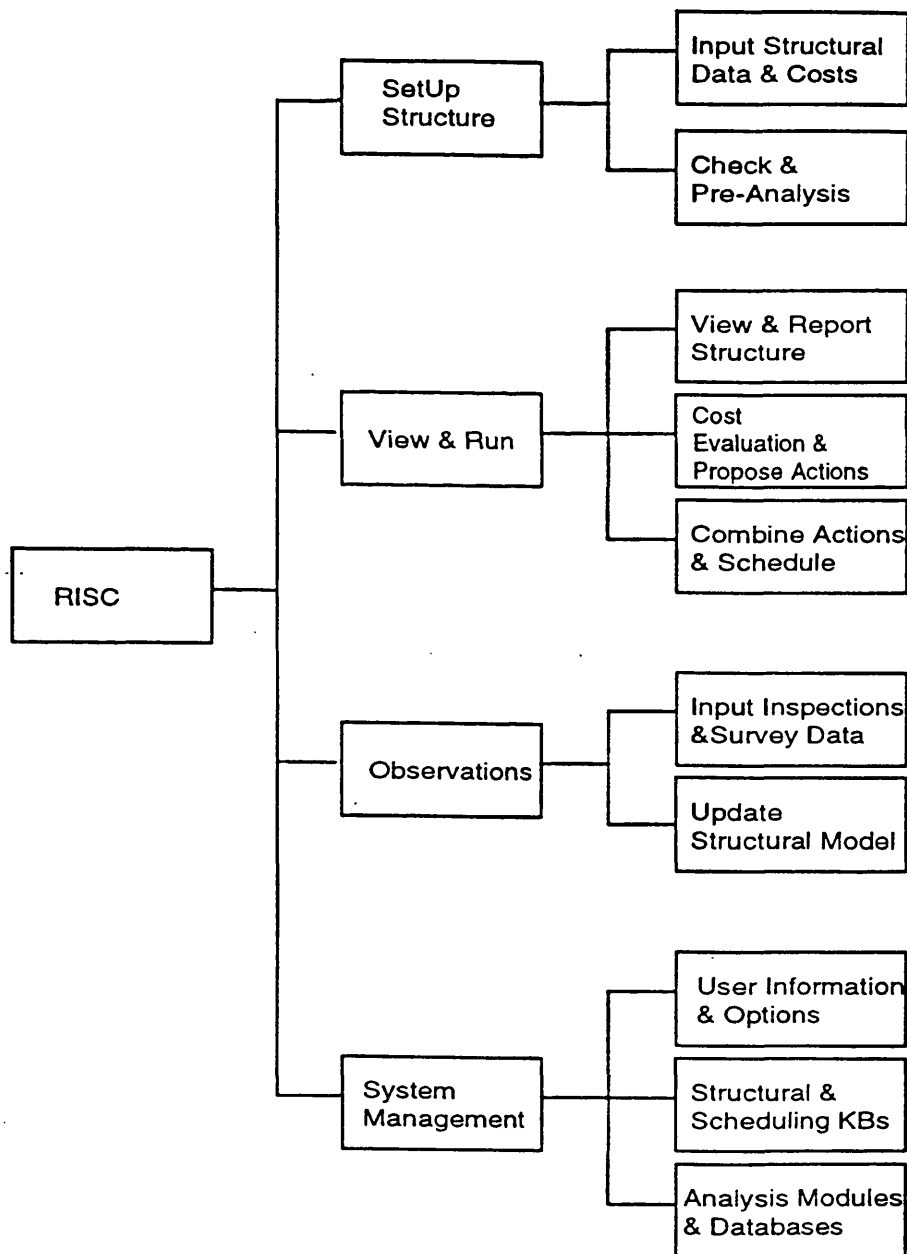 RISC
SetUp
Structure
Input Structural
Data & Costs
Check &
Pre-Analysis
View & Run
View & Report
Structure
Cost
Evaluation &
Propose Actions
Combine Actions
& Schedule
Observations
Input Inspections
&Survey Data
Update
Structural Model
System
Management
User Information
& Options
Structural &
Scheduling KBs
Analysis Modules
& Databases